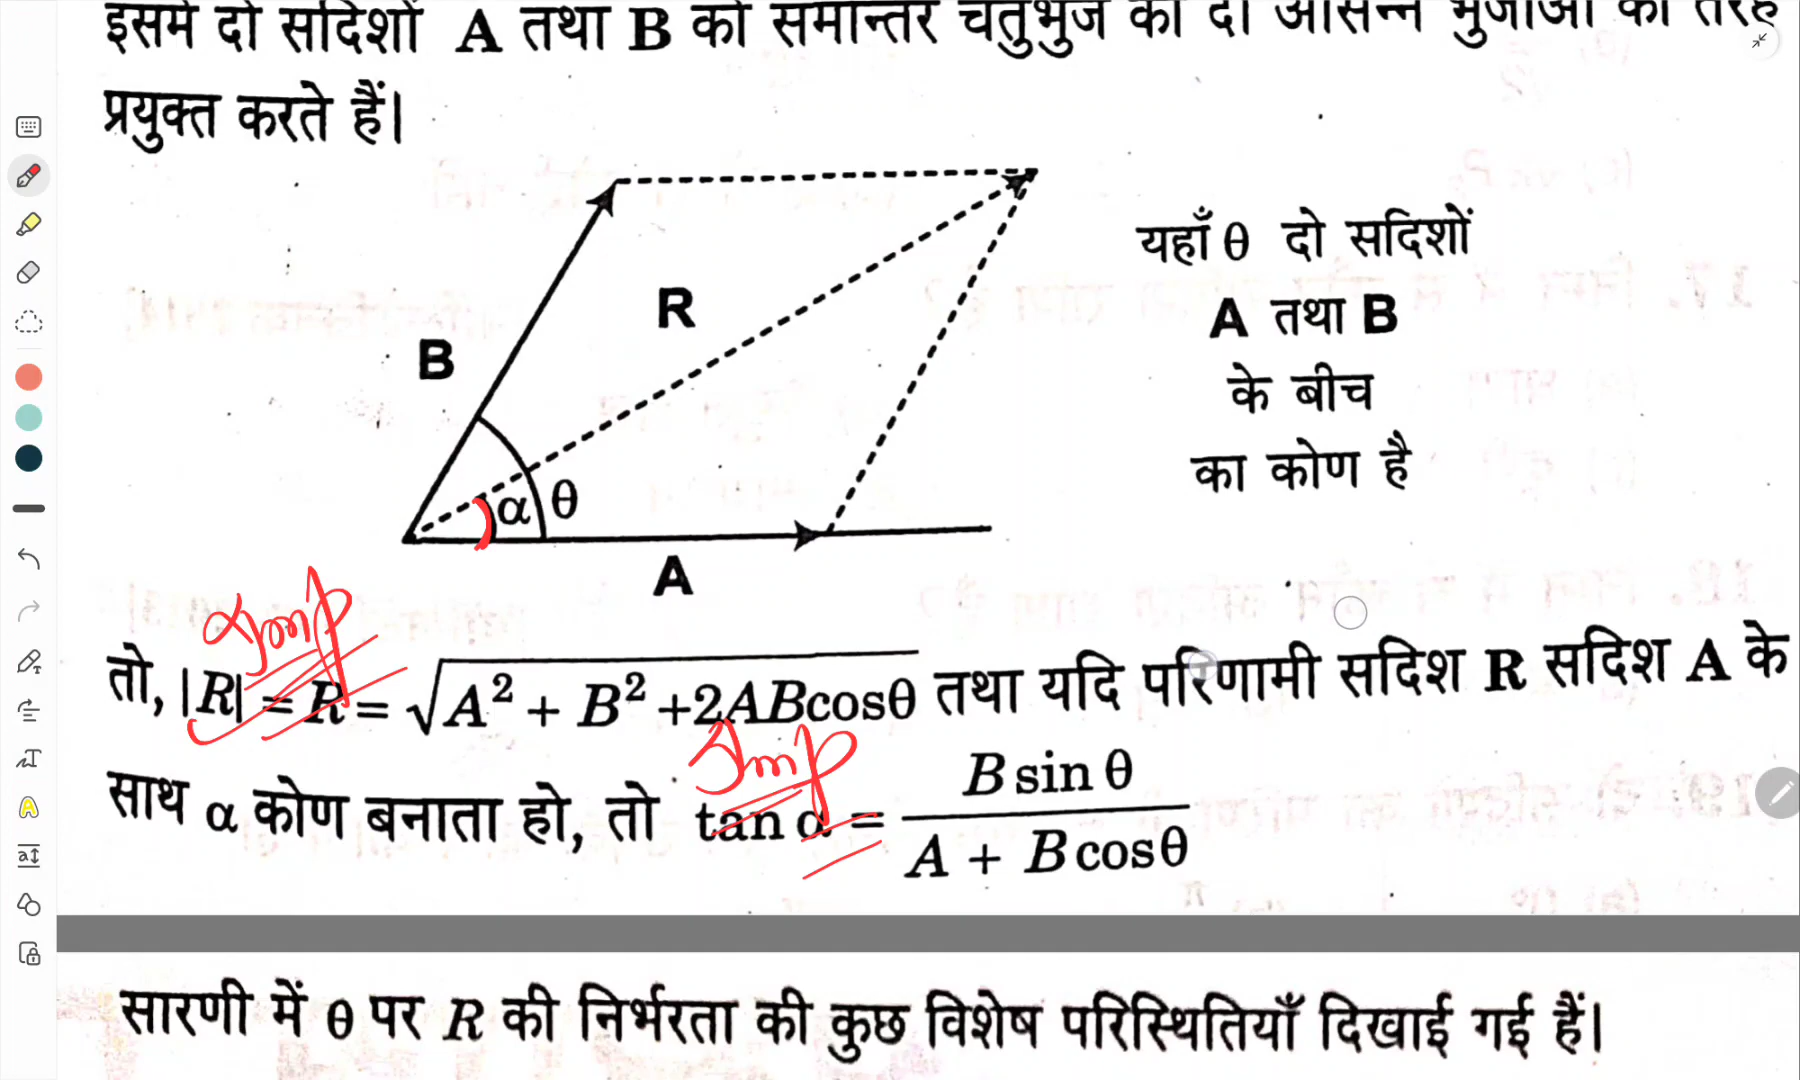 इसमें दो सदिशों A तथा B को समान्तर चतुर्भुज की दो आसन्न भुजाओं की तरह
प्रयुक्त करते हैं।
यहाँ θ दो सदिशों
A तथा B
के बीच
का कोण है
R
B
α θ
A
Imp
तो, |R| = R = √A² + B² +2ABcosθ तथा यदि परिणामी सदिश R सदिश A के
Imp
साथ α कोण बनाता हो, तो tan α = B sin θ / A + B cosθ
सारणी में θ पर R की निर्भरता की कुछ विशेष परिस्थितियाँ दिखाई गई हैं।